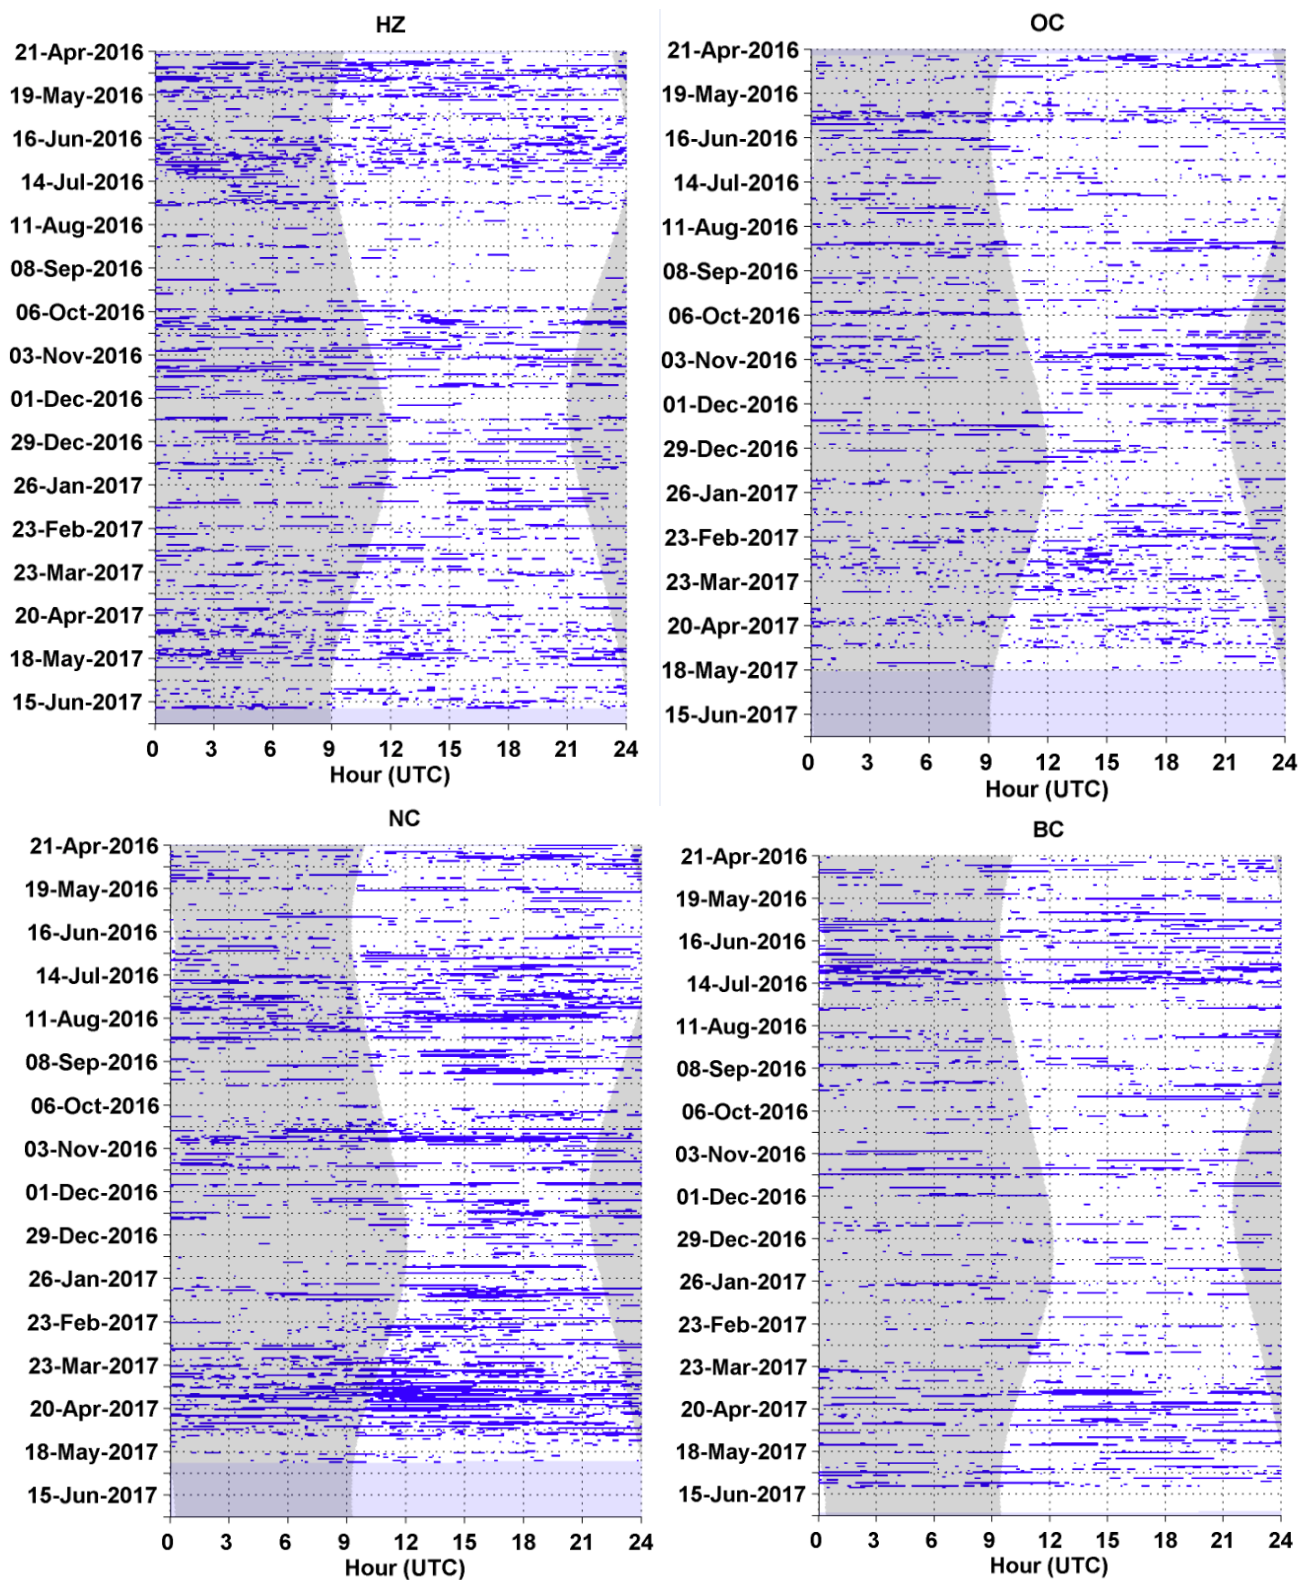 HZ
21-Apr-2016
19-May-2016
16-Jun-2016
14-Jul-2016
11-Aug-2016
08-Sep-2016
06-Oct-2016
03-Nov-2016
01-Dec-2016
29-Dec-2016
26-Jan-2017
23-Feb-2017
23-Mar-2017
20-Apr-2017
18-May-2017
15-Jun-2017
0 3 6 9 12 15 18 21 24
Hour (UTC)
OC
21-Apr-2016
19-May-2016
16-Jun-2016
14-Jul-2016
11-Aug-2016
08-Sep-2016
06-Oct-2016
03-Nov-2016
01-Dec-2016
29-Dec-2016
26-Jan-2017
23-Feb-2017
23-Mar-2017
20-Apr-2017
18-May-2017
15-Jun-2017
0 3 6 9 12 15 18 21 24
Hour (UTC)
NC
21-Apr-2016
19-May-2016
16-Jun-2016
14-Jul-2016
11-Aug-2016
08-Sep-2016
06-Oct-2016
03-Nov-2016
01-Dec-2016
29-Dec-2016
26-Jan-2017
23-Feb-2017
23-Mar-2017
20-Apr-2017
18-May-2017
15-Jun-2017
0 3 6 9 12 15 18 21 24
Hour (UTC)
BC
21-Apr-2016
19-May-2016
16-Jun-2016
14-Jul-2016
11-Aug-2016
08-Sep-2016
06-Oct-2016
03-Nov-2016
01-Dec-2016
29-Dec-2016
26-Jan-2017
23-Feb-2017
23-Mar-2017
20-Apr-2017
18-May-2017
15-Jun-2017
0 3 6 9 12 15 18 21 24
Hour (UTC)